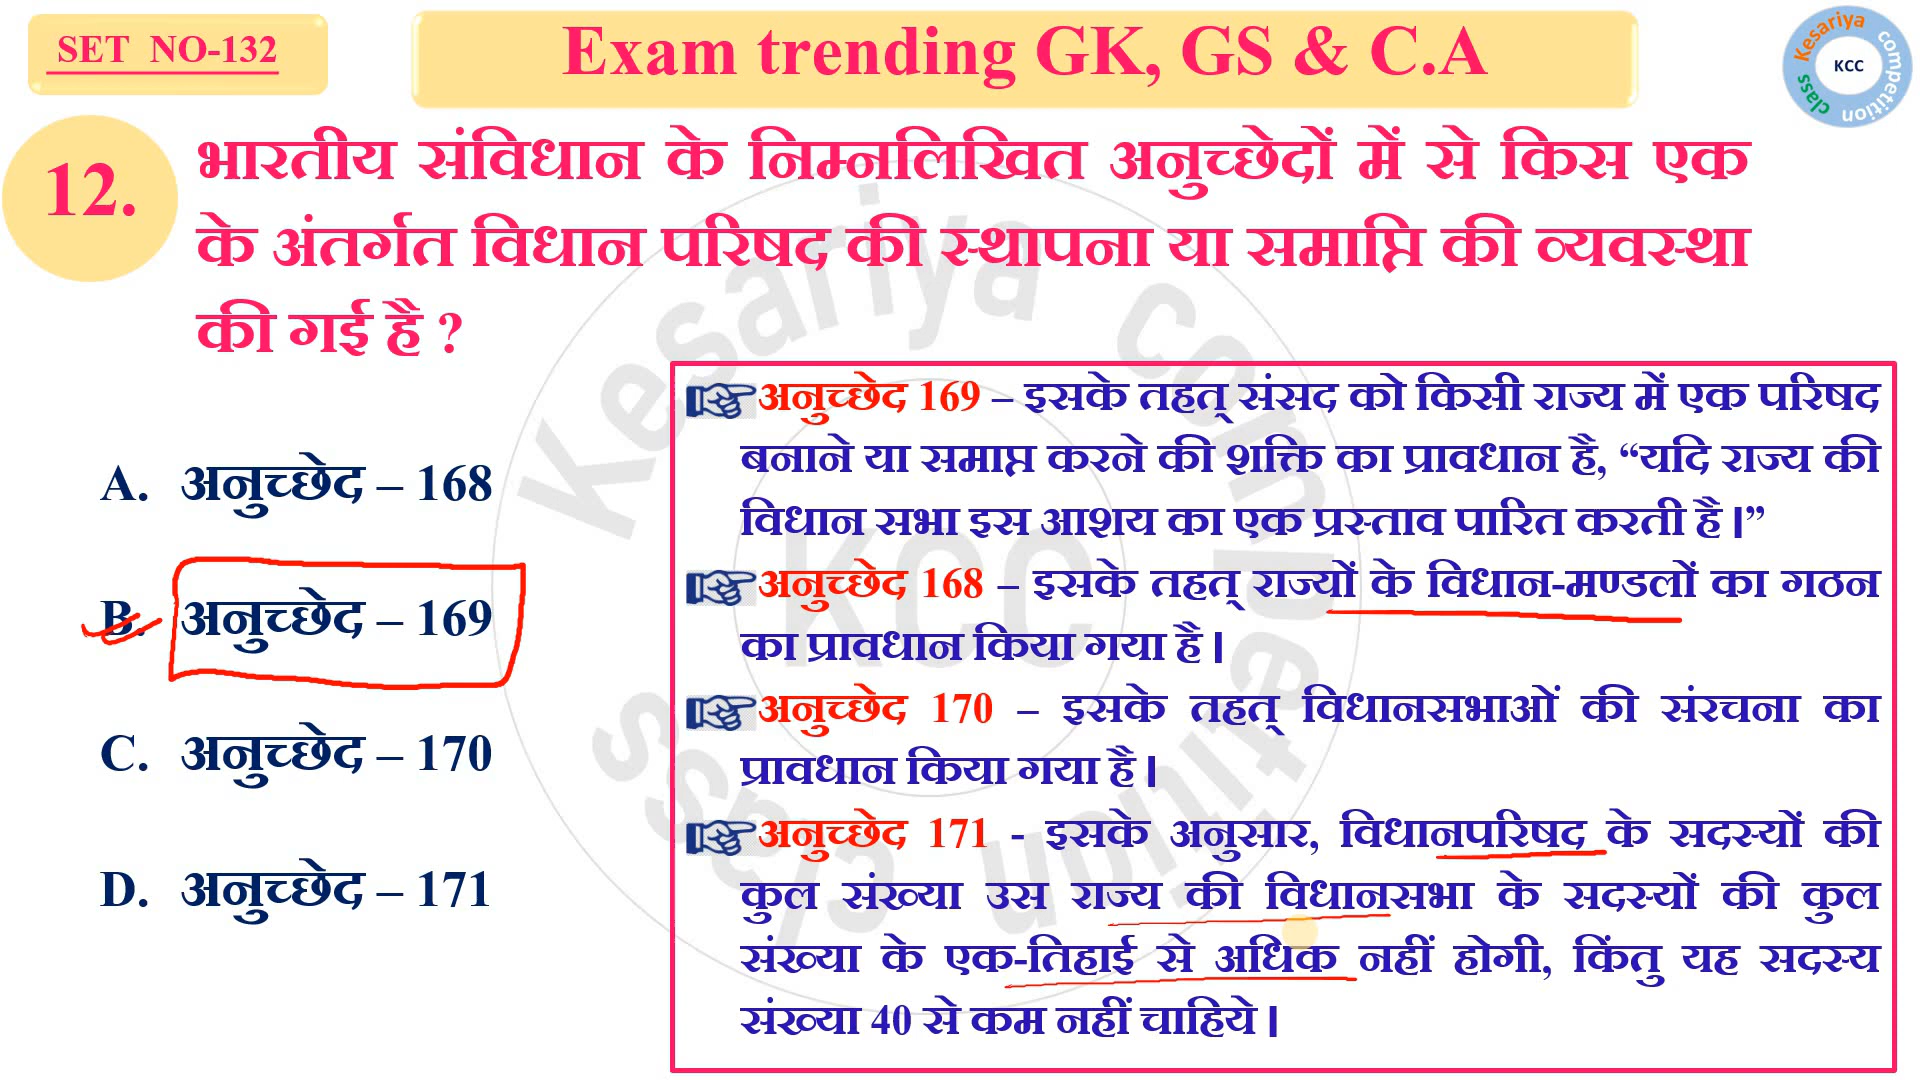 SET NO-132
Exam trending GK, GS & C.A
Kesariya competition class
KCC
12.
भारतीय संविधान के निम्नलिखित अनुच्छेदों में से किस एक
के अंतर्गत विधान परिषद की स्थापना या समाप्ति की व्यवस्था
की गई है ?
A. अनुच्छेद – 168
B. अनुच्छेद – 169
C. अनुच्छेद – 170
D. अनुच्छेद – 171
अनुच्छेद 169 – इसके तहत् संसद को किसी राज्य में एक परिषद
बनाने या समाप्त करने की शक्ति का प्रावधान है, “यदि राज्य की
विधान सभा इस आशय का एक प्रस्ताव पारित करती है।”
अनुच्छेद 168 – इसके तहत् राज्यों के विधान-मण्डलों का गठन
का प्रावधान किया गया है।
अनुच्छेद 170 – इसके तहत् विधानसभाओं की संरचना का
प्रावधान किया गया है।
अनुच्छेद 171 - इसके अनुसार, विधानपरिषद के सदस्यों की
कुल संख्या उस राज्य की विधानसभा के सदस्यों की कुल
संख्या के एक-तिहाई से अधिक नहीं होगी, किंतु यह सदस्य
संख्या 40 से कम नहीं चाहिये।
Kesariya competition class
KCC